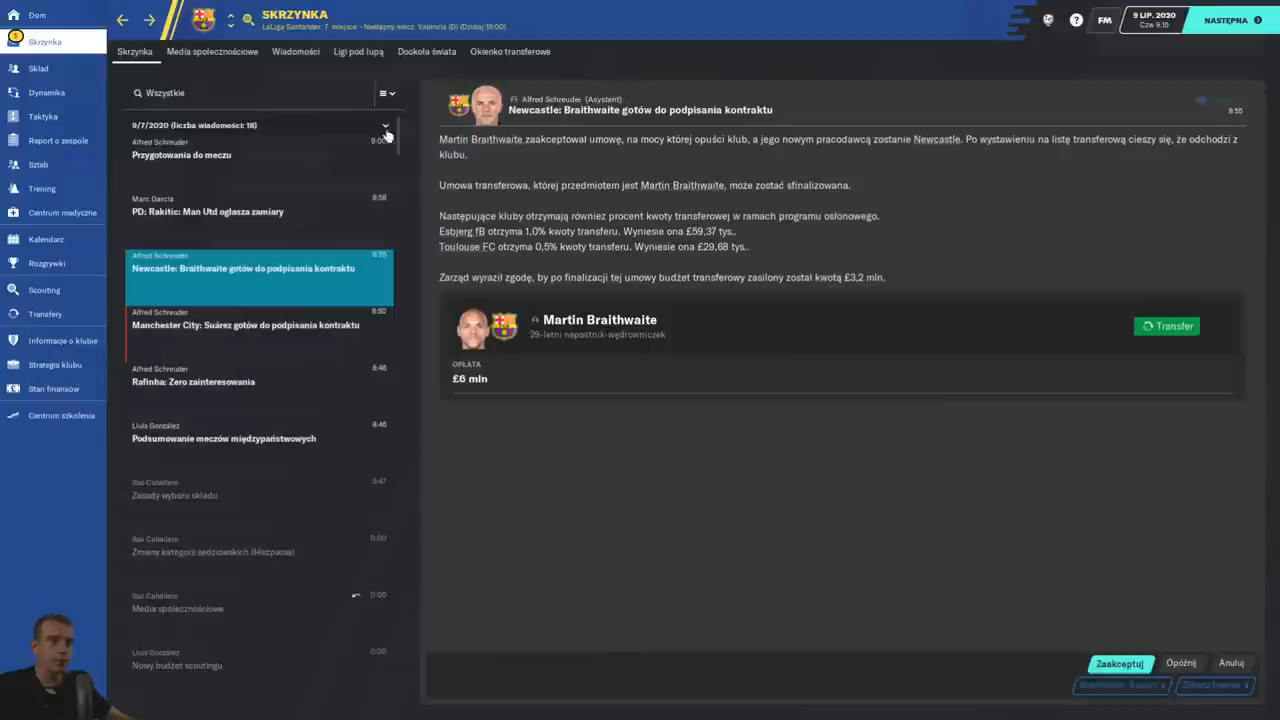 Dom
SKRZYNKA
LaLiga Santander: 7. miejsce - Następny mecz: Valencia (D) (Dzisiaj 19:00)
FM
9 LIP. 2020
Czw 9:15
NASTĘPNA
5
Skrzynka
Skład
Dynamika
Taktyka
Raport o zespole
Sztab
Trening
Centrum medyczne
Kalendarz
Rozgrywki
Scouting
Transfery
Informacje o klubie
Strategia klubu
Stan finansów
Centrum szkolenia
Skrzynka
Media społecznościowe
Wiadomości
Ligi pod lupą
Dookoła świata
Okienko transferowe
Wszystkie
9/7/2020 (liczba wiadomości: 18)
Alfred Schreuder
9:00
Przygotowania do meczu
Marc Garcia
8:58
PD: Rakitic: Man Utd ogłasza zamiary
Alfred Schreuder
8:55
Newcastle: Braithwaite gotów do podpisania kontraktu
Alfred Schreuder
8:50
Manchester City: Suárez gotów do podpisania kontraktu
Alfred Schreuder
8:46
Rafinha: Zero zainteresowania
Lluís González
8:46
Podsumowanie meczów międzypaństwowych
Ibai Caballero
5:47
Zasady wyboru składu
Ibai Caballero
0:00
Zmiany kategorii sędziowskich (Hiszpania)
Ibai Caballero
0:00
Media społecznościowe
Lluís González
0:00
Nowy budżet scoutingu
Alfred Schreuder (Asystent)
Newcastle: Braithwaite gotów do podpisania kontraktu
8:55
Martin Braithwaite zaakceptował umowę, na mocy której opuści klub, a jego nowym pracodawcą zostanie Newcastle. Po wystawieniu na listę transferową cieszy się, że odchodzi z
klubu.
Umowa transferowa, której przedmiotem jest Martin Braithwaite, może zostać sfinalizowana.
Następujące kluby otrzymają również procent kwoty transferowej w ramach programu osłonowego.
Esbjerg fB otrzyma 1,0% kwoty transferu. Wyniesie ona £59,37 tys..
Toulouse FC otrzyma 0,5% kwoty transferu. Wyniesie ona £29,68 tys..
Zarząd wyraził zgodę, by po finalizacji tej umowy budżet transferowy zasilony został kwotą £3,2 mln.
Martin Braithwaite
29-letni napastnik-wędrowniczek
Transfer
OPŁATA
£6 mln
Zaakceptuj
Opóźnij
Anuluj